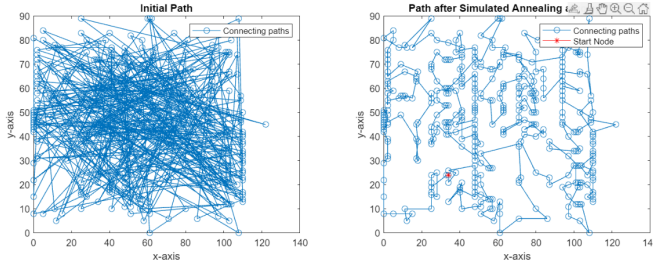 Initial Path
Connecting paths
90
80
70
60
50
40
30
20
10
0
y-axis
0 20 40 60 80 100 120 140
x-axis
Path after Simulated Annealing
Connecting paths
Start Node
90
80
70
60
50
40
30
20
10
0
y-axis
0 20 40 60 80 100 120 140
x-axis